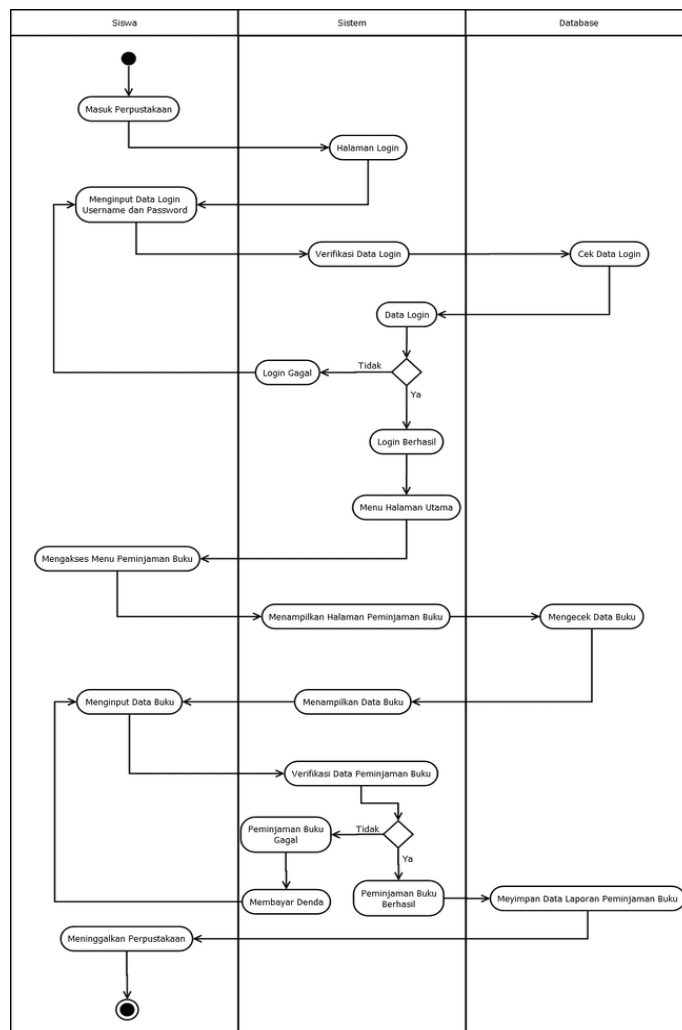 Siswa
Sistem
Database
Masuk Perpustakaan
Halaman Login
Menginput Data Login
Username dan Password
Verifikasi Data Login
Cek Data Login
Data Login
Tidak
Login Gagal
Ya
Login Berhasil
Menu Halaman Utama
Mengakses Menu Peminjaman Buku
Menampilkan Halaman Peminjaman Buku
Mengecek Data Buku
Menginput Data Buku
Menampilkan Data Buku
Verifikasi Data Peminjaman Buku
Peminjaman Buku
Gagal
Tidak
Ya
Membayar Denda
Peminjaman Buku
Berhasil
Meyimpan Data Laporan Peminjaman Buku
Meninggalkan Perpustakaan